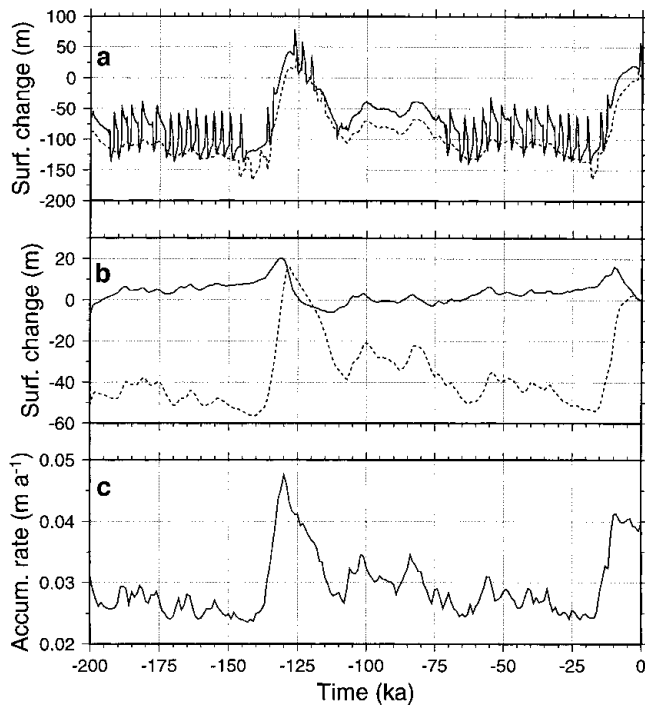 a
Surf. change (m)
100
50
0
-50
-100
-150
-200
b
Surf. change (m)
20
0
-20
-40
-60
c
Accum. rate (m a⁻¹)
0.05
0.04
0.03
0.02
-200 -175 -150 -125 -100 -75 -50 -25 0
Time (ka)